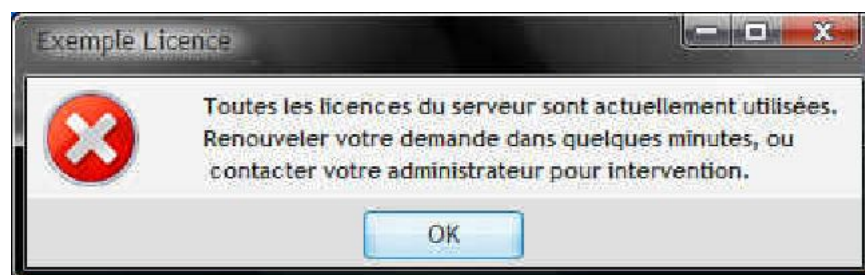 Exemple Licence
Toutes les licences du serveur sont actuellement utilisées.
Renouveler votre demande dans quelques minutes, ou
contacter votre administrateur pour intervention.
OK